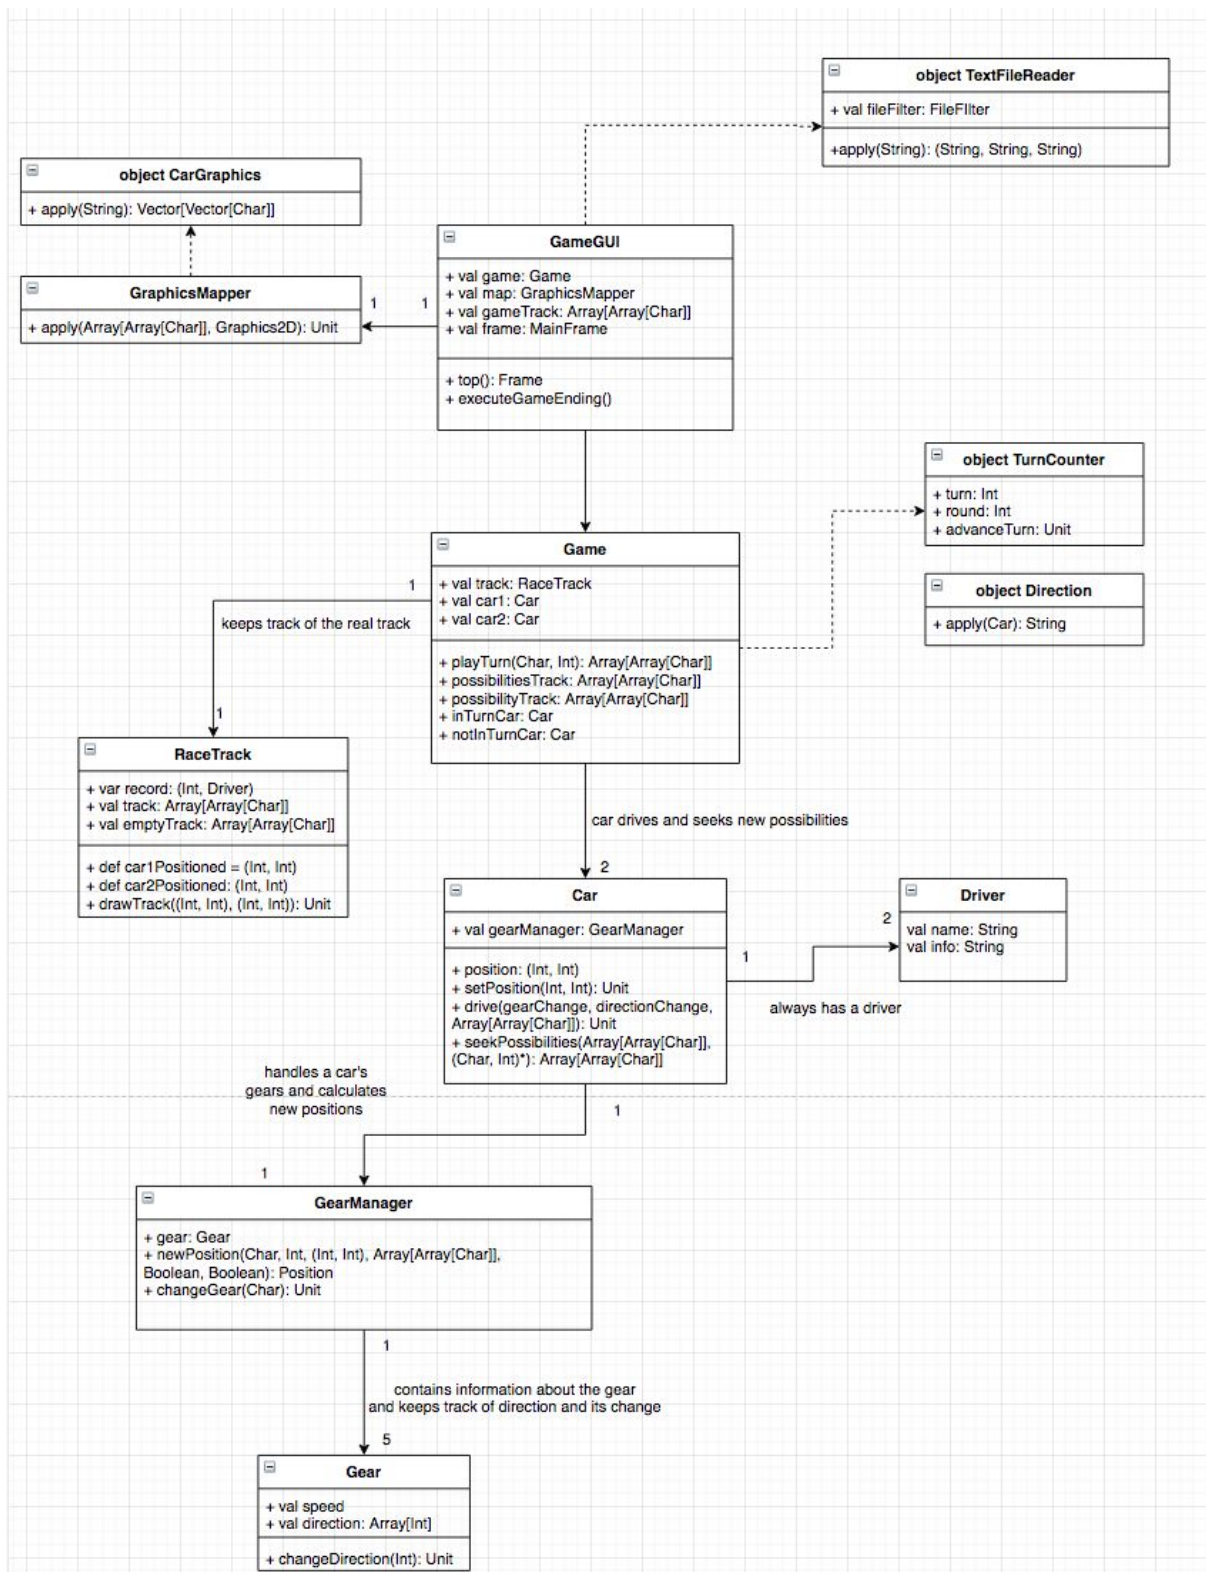 object TextFileReader
+ val fileFilter: FileFIlter
+apply(String): (String, String, String)
object CarGraphics
+ apply(String): Vector[Vector[Char]]
GameGUI
+ val game: Game
+ val map: GraphicsMapper
+ val gameTrack: Array[Array[Char]]
+ val frame: MainFrame
+ top(): Frame
+ executeGameEnding()
GraphicsMapper
+ apply(Array[Array[Char]], Graphics2D): Unit
1
1
object TurnCounter
+ turn: Int
+ round: Int
+ advanceTurn: Unit
object Direction
+ apply(Car): String
Game
+ val track: RaceTrack
+ val car1: Car
+ val car2: Car
+ playTurn(Char, Int): Array[Array[Char]]
+ possibilitiesTrack: Array[Array[Char]]
+ possibilityTrack: Array[Array[Char]]
+ inTurnCar: Car
+ notInTurnCar: Car
1
keeps track of the real track
1
RaceTrack
+ var record: (Int, Driver)
+ val track: Array[Array[Char]]
+ val emptyTrack: Array[Array[Char]]
+ def car1Positioned = (Int, Int)
+ def car2Positioned: (Int, Int)
+ drawTrack((Int, Int), (Int, Int)): Unit
car drives and seeks new possibilities
2
Car
+ val gearManager: GearManager
+ position: (Int, Int)
+ setPosition(Int, Int): Unit
+ drive(gearChange, directionChange,
Array[Array[Char]]): Unit
+ seekPossibilities(Array[Array[Char]],
(Char, Int)*): Array[Array[Char]]
2
1
Driver
val name: String
val info: String
always has a driver
handles a car's
gears and calculates
new positions
1
1
GearManager
+ gear: Gear
+ newPosition(Char, Int, (Int, Int), Array[Array[Char]],
Boolean, Boolean): Position
+ changeGear(Char): Unit
1
contains information about the gear
and keeps track of direction and its change
5
Gear
+ val speed
+ val direction: Array[Int]
+ changeDirection(Int): Unit